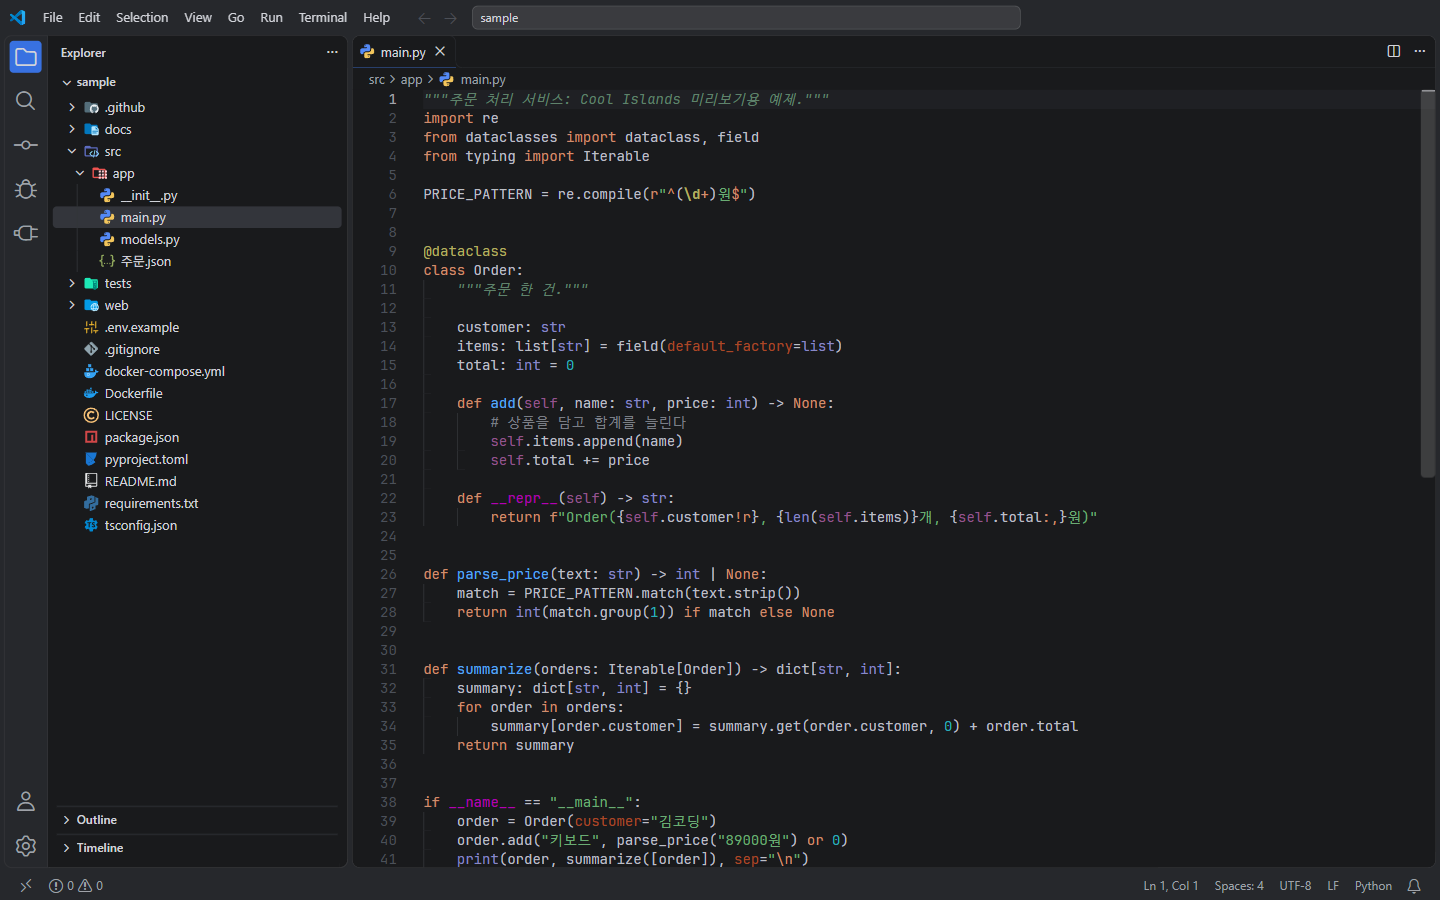 File Edit Selection View Go Run Terminal Help
sample
Explorer
sample
.github
docs
src
app
__init__.py
main.py
models.py
주문.json
tests
web
.env.example
.gitignore
docker-compose.yml
Dockerfile
LICENSE
package.json
pyproject.toml
README.md
requirements.txt
tsconfig.json
Outline
Timeline
main.py
src > app > main.py
1 """주문 처리 서비스: Cool Islands 미리보기용 예제."""
2 import re
3 from dataclasses import dataclass, field
4 from typing import Iterable
5
6 PRICE_PATTERN = re.compile(r"^(\d+)원$")
7
8
9 @dataclass
10 class Order:
11     """주문 한 건."""
12
13     customer: str
14     items: list[str] = field(default_factory=list)
15     total: int = 0
16
17     def add(self, name: str, price: int) -> None:
18         # 상품을 담고 합계를 늘린다
19         self.items.append(name)
20         self.total += price
21
22     def __repr__(self) -> str:
23         return f"Order({self.customer!r}, {len(self.items)}개, {self.total:,}원)"
24
25
26 def parse_price(text: str) -> int | None:
27     match = PRICE_PATTERN.match(text.strip())
28     return int(match.group(1)) if match else None
29
30
31 def summarize(orders: Iterable[Order]) -> dict[str, int]:
32     summary: dict[str, int] = {}
33     for order in orders:
34         summary[order.customer] = summary.get(order.customer, 0) + order.total
35     return summary
36
37
38 if __name__ == "__main__":
39     order = Order(customer="김코딩")
40     order.add("키보드", parse_price("89000원") or 0)
41     print(order, summarize([order]), sep="\n")
0 0
Ln 1, Col 1 Spaces: 4 UTF-8 LF Python